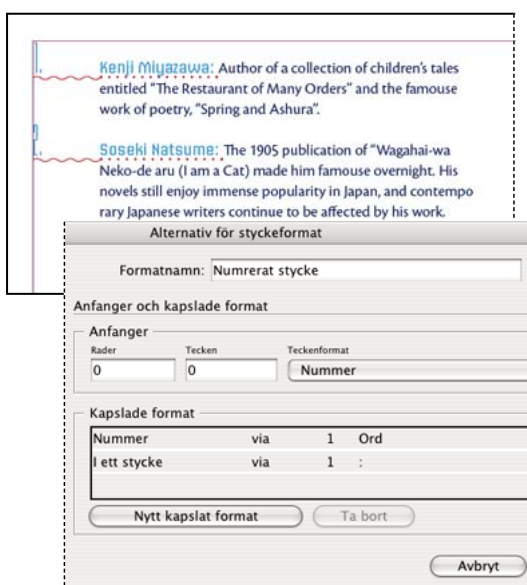 1.
Kenji Miyazawa: Author of a collection of children's tales
entitled "The Restaurant of Many Orders" and the famouse
work of poetry, "Spring and Ashura".
2.
Soseki Natsume: The 1905 publication of "Wagahai-wa
Neko-de aru (I am a Cat) made him famouse overnight. His
novels still enjoy immense popularity in Japan, and contempo
rary Japanese writers continue to be affected by his work.
Alternativ för styckeformat
Formatnamn: Numrerat stycke
Anfanger och kapslade format
Anfanger
Rader Tecken Teckenformat
0 0 Nummer
Kapslade format
Nummer via 1 Ord
I ett stycke via 1 :
Nytt kapslat format Ta bort
Avbryt